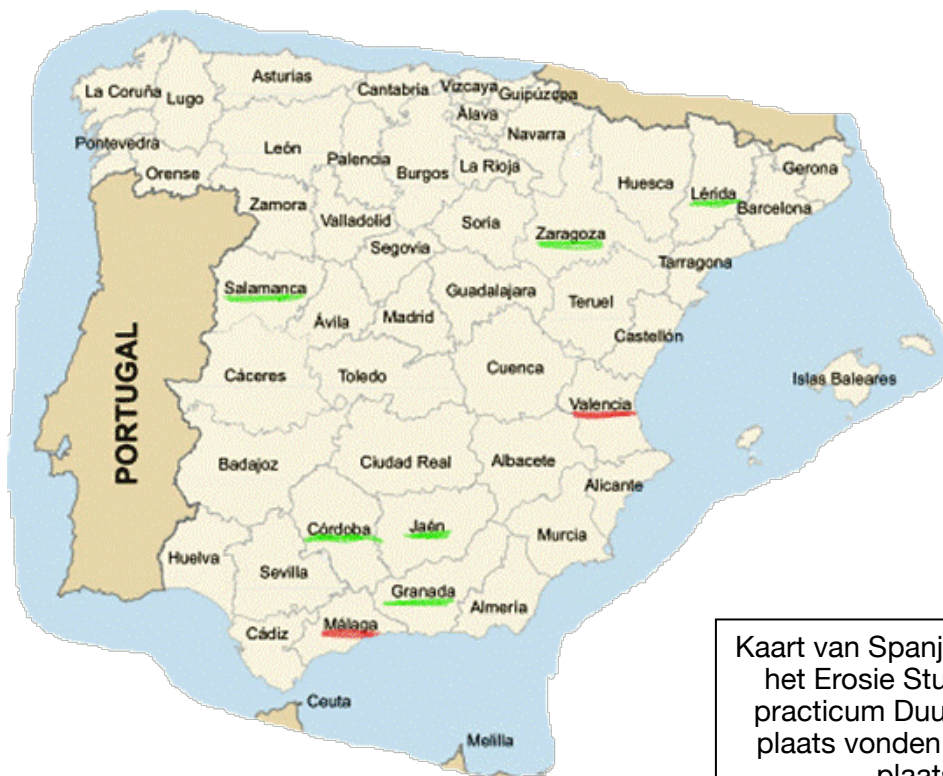 Asturias
Cantabria
Vizcaya
Guipúzcoa
La Coruña
Lugo
Álava
Navarra
Pontevedra
León
Palencia
Burgos
La Rioja
Orense
Huesca
Lérida
Gerona
Zamora
Valladolid
Soria
Zaragoza
Barcelona
Segovia
Tarragona
Salamanca
Guadalajara
Teruel
Ávila
Madrid
Castellón
PORTUGAL
Cáceres
Toledo
Cuenca
Islas Baleares
Valencia
Badajoz
Ciudad Real
Albacete
Alicante
Córdoba
Jaén
Murcia
Huelva
Sevilla
Granada
Almería
Cádiz
Málaga
Ceuta
Melilla
Kaart van Spanj
het Erosie Stu
practicum Duu
plaats vonden
plaats